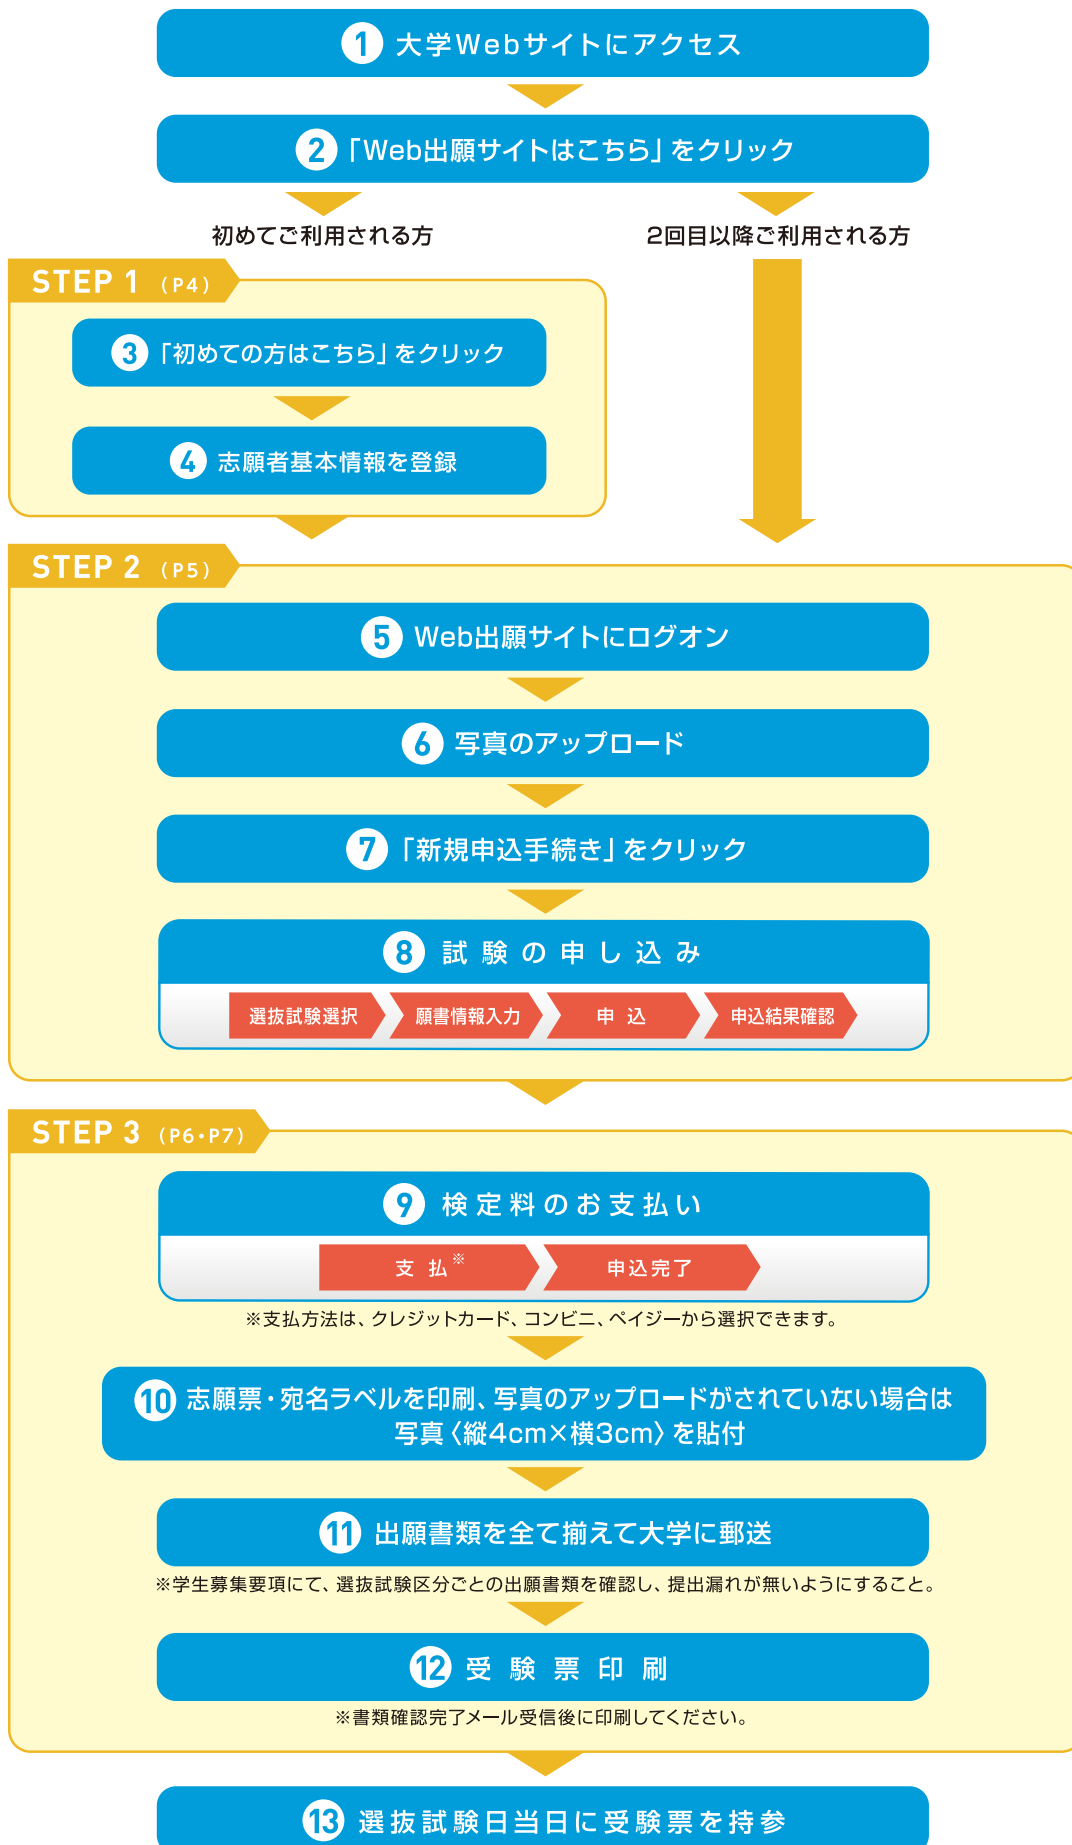 1 大学Webサイトにアクセス
2 「Web出願サイトはこちら」をクリック
初めてご利用される方
2回目以降ご利用される方
STEP 1 (P4)
3 「初めての方はこちら」をクリック
4 志願者基本情報を登録
STEP 2 (P5)
5 Web出願サイトにログオン
6 写真のアップロード
7 「新規申込手続き」をクリック
8 試験の申し込み
選抜試験選択 願書情報入力 申込 申込結果確認
STEP 3 (P6・P7)
9 検定料のお支払い
支払※ 申込完了
※支払方法は、クレジットカード、コンビニ、ペイジーから選択できます。
10 志願票・宛名ラベルを印刷、写真のアップロードがされていない場合は
写真〈縦4cm×横3cm〉を貼付
11 出願書類を全て揃えて大学に郵送
※学生募集要項にて、選抜試験区分ごとの出願書類を確認し、提出漏れが無いようにすること。
12 受験票印刷
※書類確認完了メール受信後に印刷してください。
13 選抜試験日当日に受験票を持参